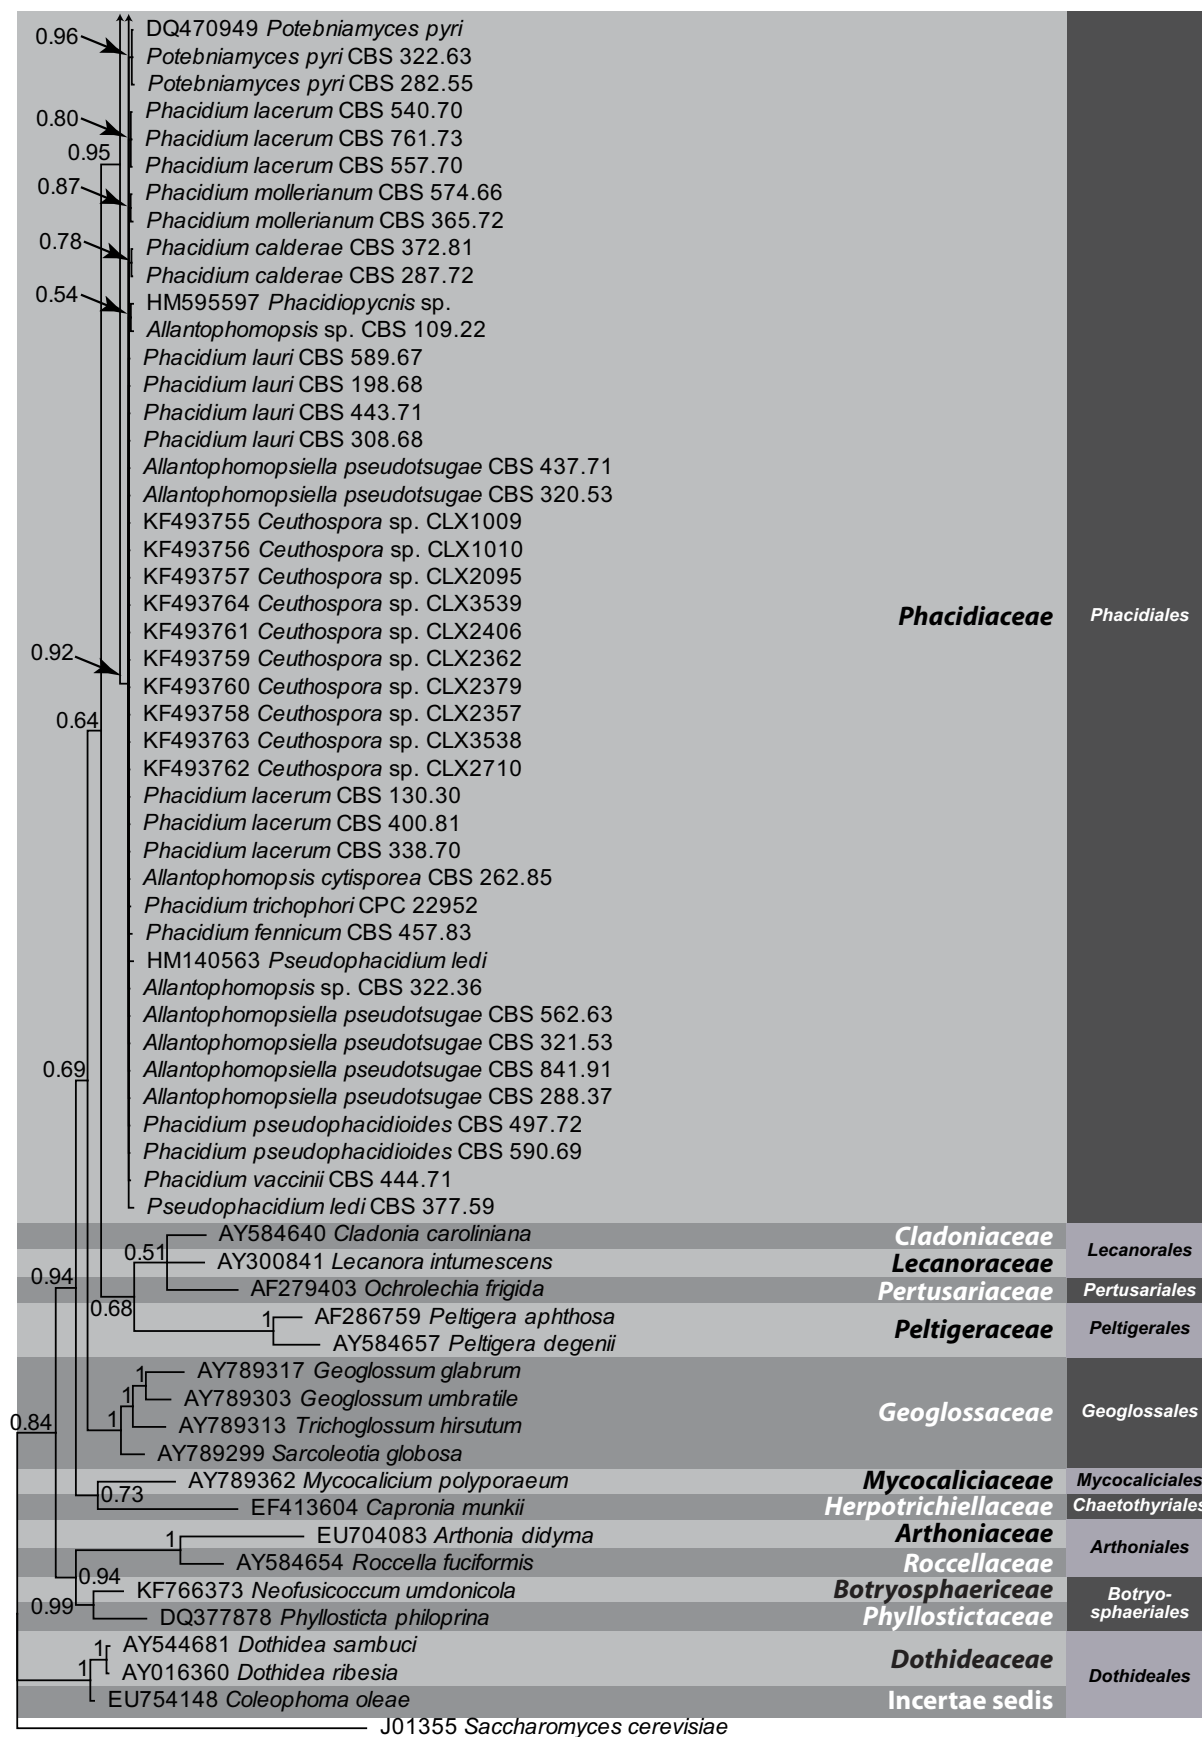 0.96
DQ470949 Potebniamyces pyri
Potebniamyces pyri CBS 322.63
Potebniamyces pyri CBS 282.55
Phacidium lacerum CBS 540.70
0.80
Phacidium lacerum CBS 761.73
0.95
Phacidium lacerum CBS 557.70
0.87
Phacidium mollerianum CBS 574.66
Phacidium mollerianum CBS 365.72
0.78
Phacidium calderae CBS 372.81
Phacidium calderae CBS 287.72
0.54
HM595597 Phacidiopycnis sp.
Allantophomopsis sp. CBS 109.22
Phacidium lauri CBS 589.67
Phacidium lauri CBS 198.68
Phacidium lauri CBS 443.71
Phacidium lauri CBS 308.68
Allantophomopsiella pseudotsugae CBS 437.71
Allantophomopsiella pseudotsugae CBS 320.53
KF493755 Ceuthospora sp. CLX1009
KF493756 Ceuthospora sp. CLX1010
KF493757 Ceuthospora sp. CLX2095
KF493764 Ceuthospora sp. CLX3539
Phacidiaceae
Phacidiales
KF493761 Ceuthospora sp. CLX2406
0.92
KF493759 Ceuthospora sp. CLX2362
KF493760 Ceuthospora sp. CLX2379
KF493758 Ceuthospora sp. CLX2357
0.64
KF493763 Ceuthospora sp. CLX3538
KF493762 Ceuthospora sp. CLX2710
Phacidium lacerum CBS 130.30
Phacidium lacerum CBS 400.81
Phacidium lacerum CBS 338.70
Allantophomopsis cytisporea CBS 262.85
Phacidium trichophori CPC 22952
Phacidium fennicum CBS 457.83
HM140563 Pseudophacidium ledi
Allantophomopsis sp. CBS 322.36
Allantophomopsiella pseudotsugae CBS 562.63
Allantophomopsiella pseudotsugae CBS 321.53
0.69
Allantophomopsiella pseudotsugae CBS 841.91
Allantophomopsiella pseudotsugae CBS 288.37
Phacidium pseudophacidioides CBS 497.72
Phacidium pseudophacidioides CBS 590.69
Phacidium vaccinii CBS 444.71
Pseudophacidium ledi CBS 377.59
AY584640 Cladonia caroliniana
Cladoniaceae
Lecanorales
0.51
AY300841 Lecanora intumescens
Lecanoraceae
0.94
AF279403 Ochrolechia frigida
Pertusariaceae
Pertusariales
0.68
1
AF286759 Peltigera aphthosa
Peltigeraceae
Peltigerales
AY584657 Peltigera degenii
1
AY789317 Geoglossum glabrum
1
AY789303 Geoglossum umbratile
Geoglossaceae
Geoglossales
0.84
1
AY789313 Trichoglossum hirsutum
AY789299 Sarcoleotia globosa
AY789362 Mycocalicium polyporaeum
Mycocaliciaceae
Mycocaliciales
0.73
EF413604 Capronia munkii
Herpotrichiellaceae
Chaetothyriales
1
EU704083 Arthonia didyma
Arthoniaceae
Arthoniales
AY584654 Roccella fuciformis
Roccellaceae
0.94
KF766373 Neofusicoccum umdonicola
Botryosphaericeae
Botryo-
sphaeriales
0.99
DQ377878 Phyllosticta philoprina
Phyllostictaceae
1
AY544681 Dothidea sambuci
Dothideaceae
Dothideales
1
AY016360 Dothidea ribesia
EU754148 Coleophoma oleae
Incertae sedis
J01355 Saccharomyces cerevisiae